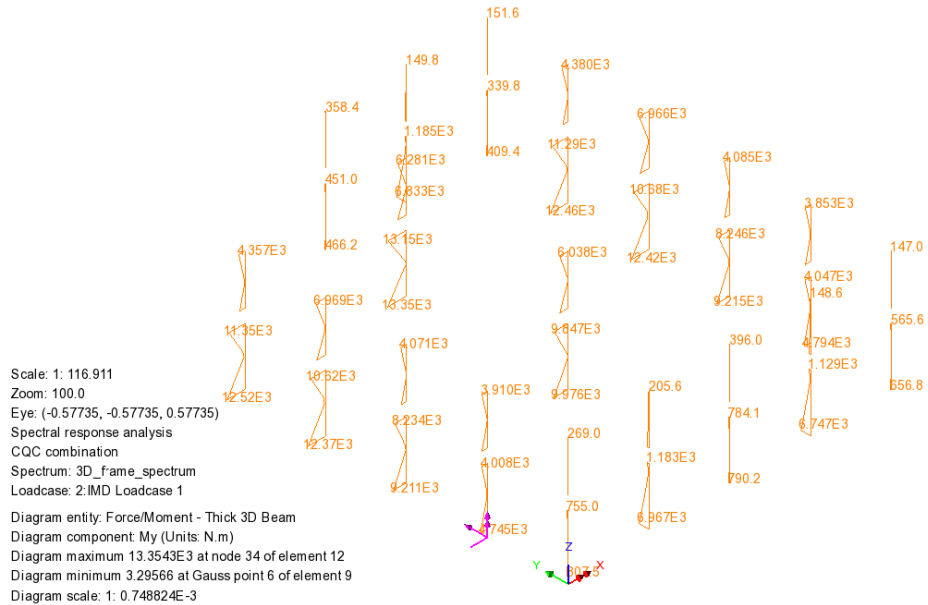 151.6
149.8
4.380E3
339.8
358.4
6.966E3
1.185E3
11.29E3
409.4
6.281E3
4.085E3
451.0
6.833E3
10.68E3
3.853E3
12.46E3
8.246E3
13.15E3
466.2
147.0
4.357E3
6.038E3
12.42E3
4.047E3
148.6
6.969E3
13.35E3
9.215E3
565.6
11.35E3
9.847E3
4.071E3
396.0
4.794E3
1.129E3
10.62E3
656.8
205.6
3.910E3
12.52E3
9.976E3
784.1
8.234E3
6.747E3
269.0
12.37E3
4.008E3
1.183E3
790.2
9.211E3
755.0
6.967E3
4.745E3
Z
Y
X
807.5
Scale: 1: 116.911
Zoom: 100.0
Eye: (-0.57735, -0.57735, 0.57735)
Spectral response analysis
CQC combination
Spectrum: 3D_frame_spectrum
Loadcase: 2:IMD Loadcase 1
Diagram entity: Force/Moment - Thick 3D Beam
Diagram component: My (Units: N.m)
Diagram maximum 13.3543E3 at node 34 of element 12
Diagram minimum 3.29566 at Gauss point 6 of element 9
Diagram scale: 1: 0.748824E-3